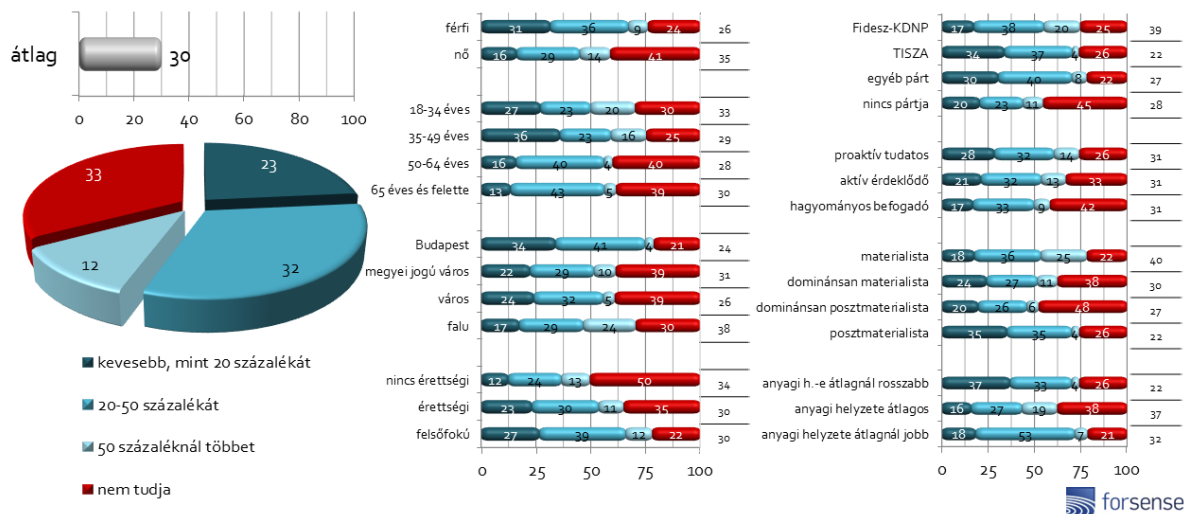 átlag 30
0 20 40 60 80 100
33 23
12 32
kevesebb, mint 20 százalékát
20-50 százalékát
50 százaléknál többet
nem tudja
férfi 31 36 9 24 26
nő 16 29 14 41 35
18-34 éves 27 23 20 30 33
35-49 éves 36 23 16 25 29
50-64 éves 16 40 4 40 28
65 éves és felette 13 43 5 39 30
Budapest 34 41 4 21 24
megyei jogú város 22 29 10 39 31
város 24 32 5 39 26
falu 17 29 24 30 38
nincs érettségi 12 24 13 50 34
érettségi 23 30 11 35 30
felsőfokú 27 39 12 22 30
0 25 50 75 100
Fidesz-KDNP 17 38 20 25 39
TISZA 34 37 4 26 22
egyéb párt 30 40 8 22 27
nincs pártja 20 23 11 45 28
proaktív tudatos 28 32 14 26 31
aktív érdeklődő 21 32 13 33 31
hagyományos befogadó 17 33 9 42 31
materialista 18 36 25 22 40
dominánsan materialista 24 27 11 38 30
dominánsan posztmaterialista 20 26 6 48 27
posztmaterialista 35 35 4 26 22
anyagi h.-e átlagnál rosszabb 37 33 4 26 22
anyagi helyzete átlagos 16 27 19 38 37
anyagi helyzete átlagnál jobb 18 53 7 21 32
0 25 50 75 100
forsense